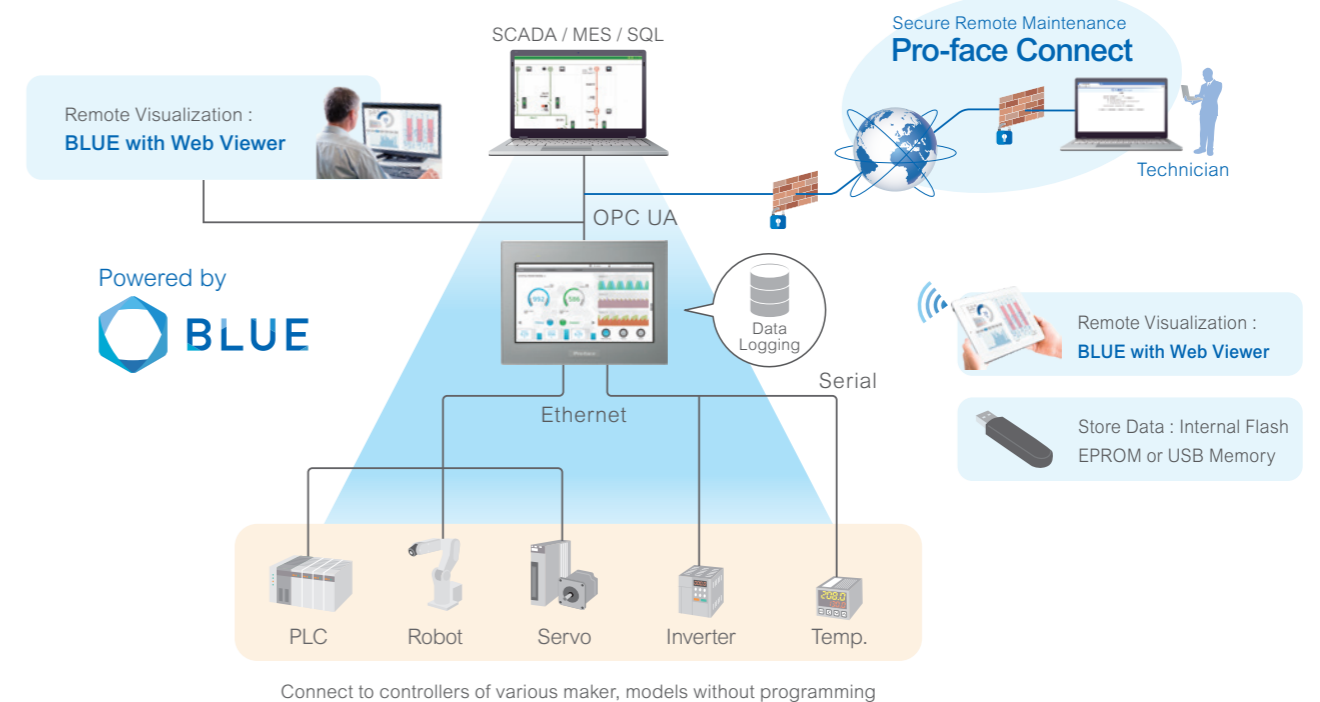 SCADA / MES / SQL
Secure Remote Maintenance
Pro-face Connect
Remote Visualization :
BLUE with Web Viewer
Technician
OPC UA
Powered by
BLUE
Data
Logging
Remote Visualization :
BLUE with Web Viewer
Serial
Ethernet
Store Data : Internal Flash
EPROM or USB Memory
208.0
PLC
Robot
Servo
Inverter
Temp.
Connect to controllers of various maker, models without programming